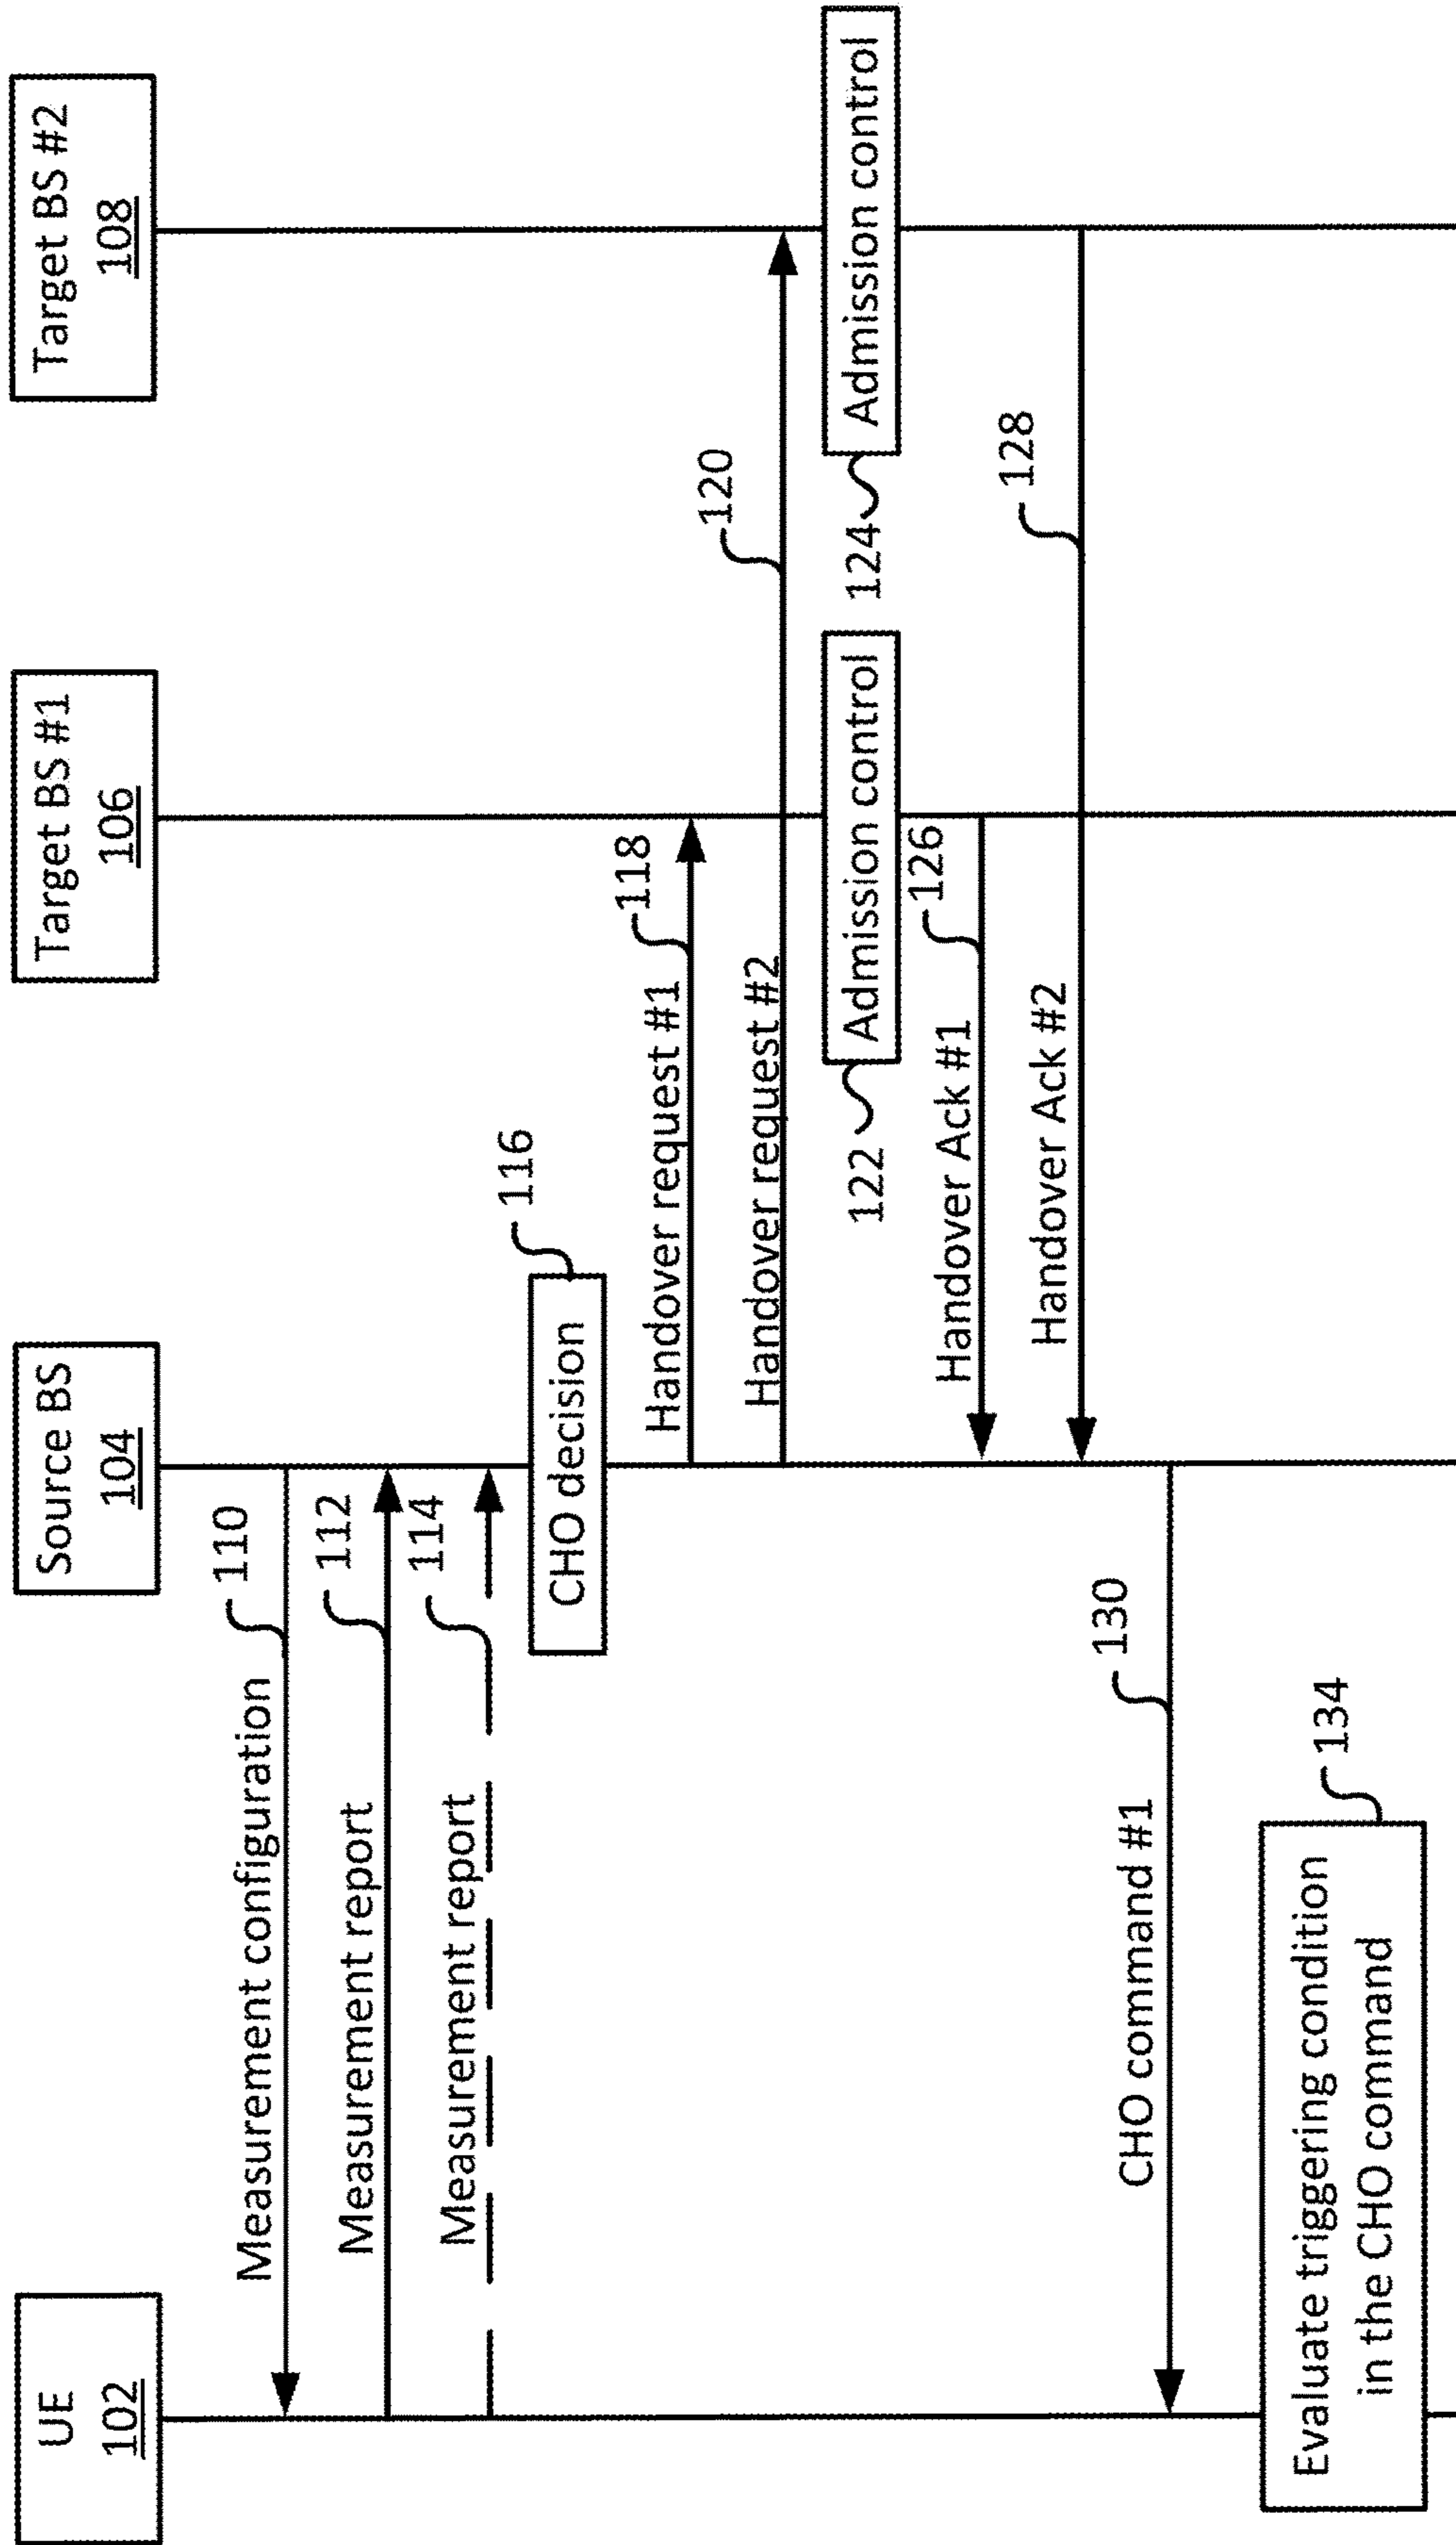 UE
102
Source BS
104
Target BS #1
106
Target BS #2
108
Measurement configuration
110
Measurement report
112
Measurement report
114
CHO decision
116
Handover request #1
118
Handover request #2
120
122
Admission control
124
Admission control
Handover Ack #1
126
Handover Ack #2
128
CHO command #1
130
Evaluate triggering condition
in the CHO command
134